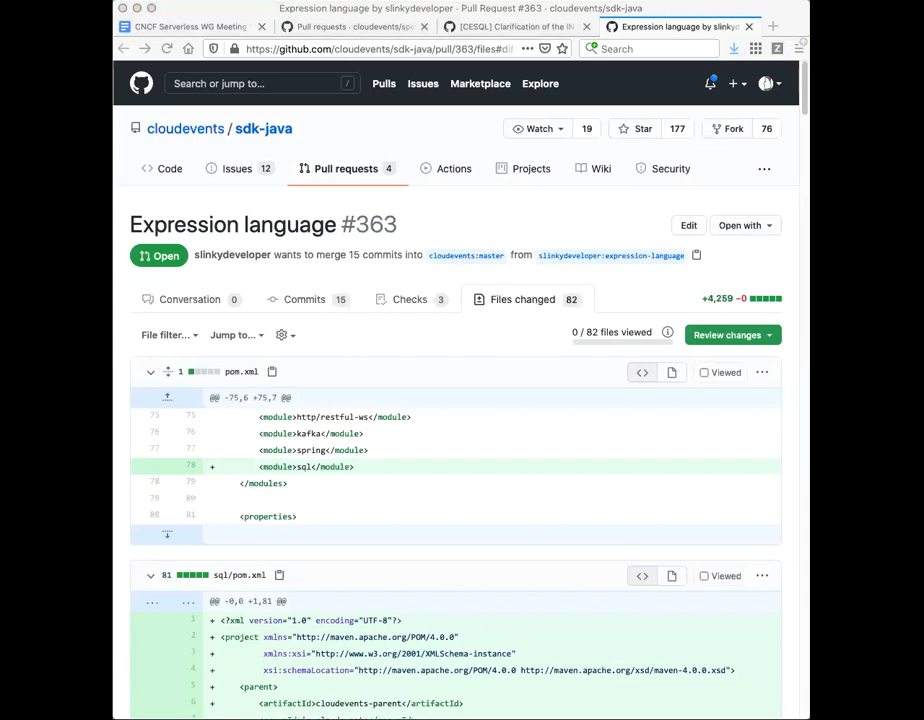 Expression language by slinkydeveloper · Pull Request #363 · cloudevents/sdk-java
CNCF Serverless WG Meeting
Pull requests · cloudevents/spe
[CESQL] Clarification of the IN
Expression language by slinkyd
https://github.com/cloudevents/sdk-java/pull/363/files#dif
Search
Search or jump to...
/
Pulls
Issues
Marketplace
Explore
cloudevents / sdk-java
Watch
19
Star
177
Fork
76
Code
Issues 12
Pull requests 4
Actions
Projects
Wiki
Security
Expression language #363
Edit
Open with
Open
slinkydeveloper wants to merge 15 commits into cloudevents:master from slinkydeveloper:expression-language
Conversation 0
Commits 15
Checks 3
Files changed 82
+4,259 −0
File filter...
Jump to...
0 / 82 files viewed
Review changes
1 pom.xml
Viewed
@@ -75,6 +75,7 @@
75 75 <module>http/restful-ws</module>
76 76 <module>kafka</module>
77 77 <module>spring</module>
78 + <module>sql</module>
78 79 </modules>
79 80
80 81 <properties>
81 sql/pom.xml
Viewed
... ... @@ -0,0 +1,81 @@
1 + <?xml version="1.0" encoding="UTF-8"?>
2 + <project xmlns="http://maven.apache.org/POM/4.0.0"
3 + xmlns:xsi="http://www.w3.org/2001/XMLSchema-instance"
4 + xsi:schemaLocation="http://maven.apache.org/POM/4.0.0 http://maven.apache.org/xsd/maven-4.0.0.xsd">
5 + <parent>
6 + <artifactId>cloudevents-parent</artifactId>